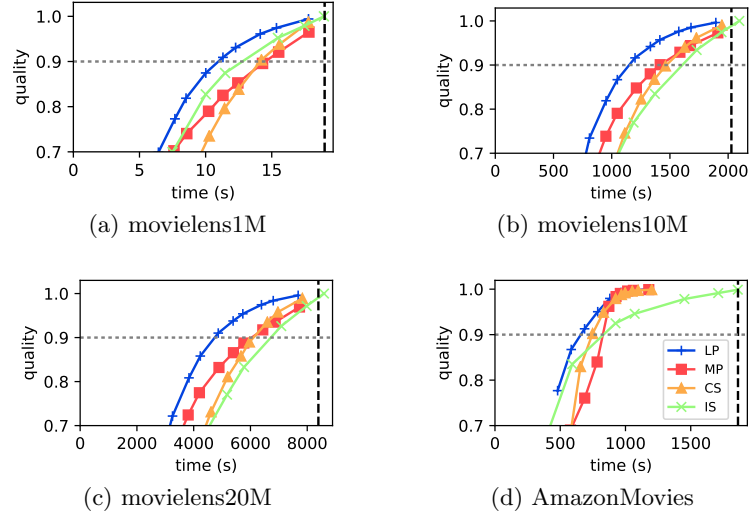 1.0
0.9
0.8
0.7
quality
0 5 10 15
time (s)
(a) movielens1M
1.0
0.9
0.8
0.7
quality
0 500 1000 1500 2000
time (s)
(b) movielens10M
1.0
0.9
0.8
0.7
quality
0 2000 4000 6000 8000
time (s)
(c) movielens20M
1.0
0.9
0.8
0.7
quality
LP
MP
CS
IS
0 500 1000 1500
time (s)
(d) AmazonMovies